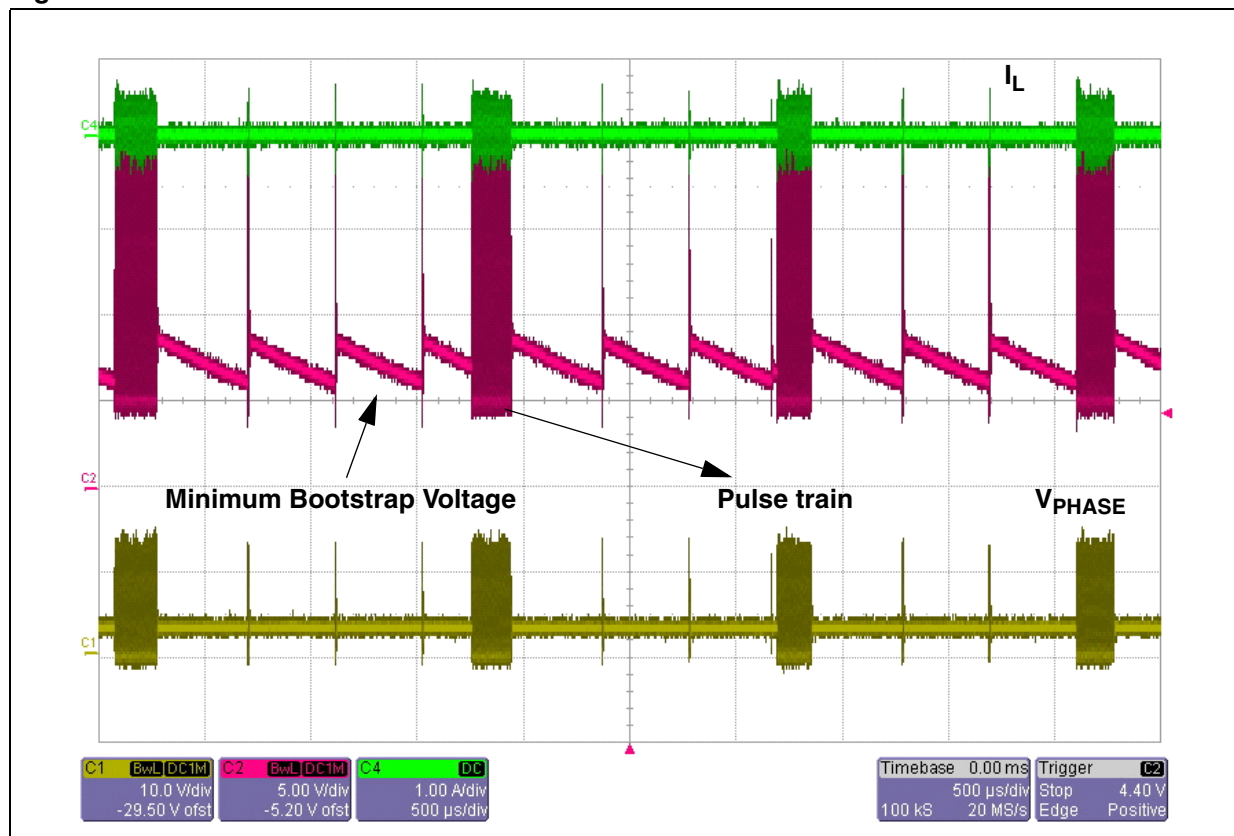 I_L
C4
C2
Minimum Bootstrap Voltage
Pulse train
V_PHASE
C1
C1 BwL DC1M
10.0 V/div
-29.50 V ofst
C2 BwL DC1M
5.00 V/div
-5.20 V ofst
C4 DC
1.00 A/div
500 µs/div
Timebase 0.00 ms
500 µs/div
100 kS 20 MS/s
Trigger C2
Stop 4.40 V
Edge Positive